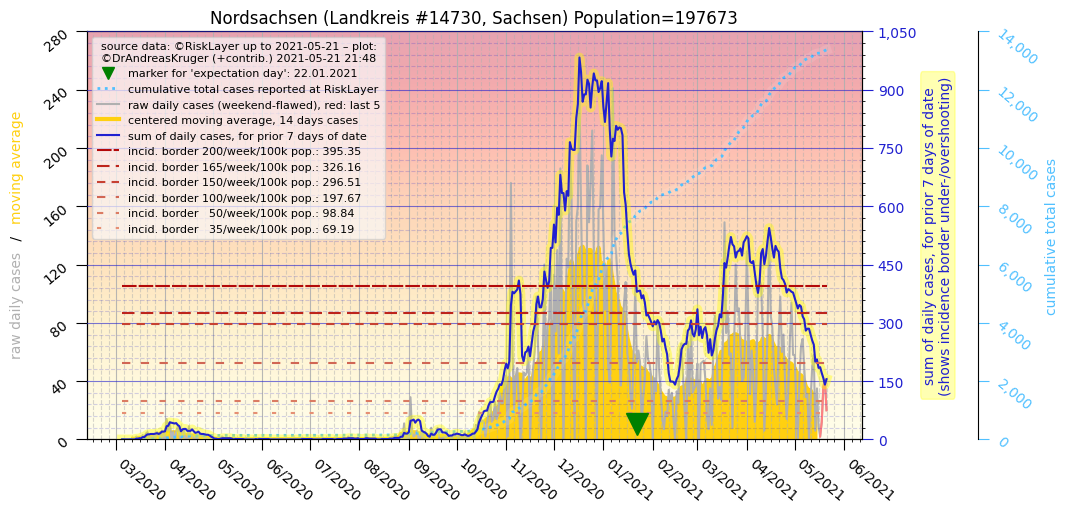 Nordsachsen (Landkreis #14730, Sachsen) Population=197673
source data: ©RiskLayer up to 2021-05-21 – plot:
©DrAndreasKruger (+contrib.) 2021-05-21 21:48
marker for 'expectation day': 22.01.2021
cumulative total cases reported at RiskLayer
raw daily cases (weekend-flawed), red: last 5
centered moving average, 14 days cases
sum of daily cases, for prior 7 days of date
incid. border 200/week/100k pop.: 395.35
incid. border 165/week/100k pop.: 326.16
incid. border 150/week/100k pop.: 296.51
incid. border 100/week/100k pop.: 197.67
incid. border 50/week/100k pop.: 98.84
incid. border 35/week/100k pop.: 69.19
raw daily cases / moving average
280
240
200
160
120
80
40
0
03/2020
04/2020
05/2020
06/2020
07/2020
08/2020
09/2020
10/2020
11/2020
12/2020
01/2021
02/2021
03/2021
04/2021
05/2021
06/2021
1,050
900
750
600
450
300
150
0
sum of daily cases, for prior 7 days of date
(shows incidence border under-/overshooting)
14,000
12,000
10,000
8,000
6,000
4,000
2,000
0
cumulative total cases